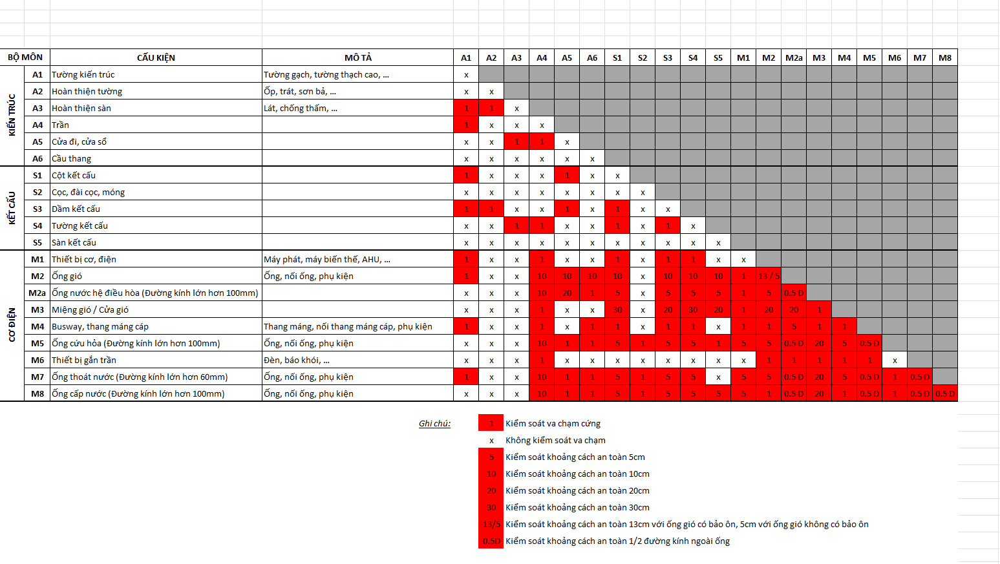 BỘ MÔN CẤU KIỆN MÔ TẢ A1 A2 A3 A4 A5 A6 S1 S2 S3 S4 S5 M1 M2 M2a M3 M4 M5 M6 M7 M8
KIẾN TRÚC
A1 Tường kiến trúc Tường gạch, tường thạch cao, ... x
A2 Hoàn thiện tường Ốp, trát, sơn bả, ... x x
A3 Hoàn thiện sàn Lát, chống thấm, ... 1 1 x
A4 Trần 1 x x x
A5 Cửa đi, cửa sổ x x 1 1 x
A6 Cầu thang x x x x x x
KẾT CẤU
S1 Cột kết cấu 1 x x x 1 x x
S2 Cọc, đài cọc, móng x x x x x x x x
S3 Dầm kết cấu 1 1 x x 1 x 1 x x
S4 Tường kết cấu x x 1 1 x x 1 x 1 x
S5 Sàn kết cấu x x x x x x x x x x x
CƠ ĐIỆN
M1 Thiết bị cơ, điện Máy phát, máy biến thế, AHU, ... 1 x x 1 x x 1 x 1 1 x x
M2 Ống gió Ống, nối ống, phụ kiện 1 x x 10 10 10 10 x 10 10 10 1 13 / 5
M2a Ống nước hệ điều hòa (Đường kính lớn hơn 100mm) x x x 10 20 1 5 x 5 5 5 1 5 0.5 D
M3 Miệng gió / Cửa gió x x x 1 x x 30 x 20 30 20 1 20 20 1
M4 Busway, thang máng cáp Thang máng, nối thang máng cáp, phụ kiện 1 x x 1 x 1 1 x 1 1 x 1 1 5 1 1
M5 Ống cứu hỏa (Đường kính lớn hơn 100mm) Ống, nối ống, phụ kiện x x x 10 1 1 5 1 5 5 1 5 5 0.5 D 20 5 0.5 D
M6 Thiết bị gắn trần Đèn, báo khói, ... x x x 1 x x x x x x x x 1 1 1 1 1 x
M7 Ống thoát nước (Đường kính lớn hơn 60mm) Ống, nối ống, phụ kiện 1 x x 10 1 1 5 1 5 5 x 5 5 0.5 D 20 5 0.5 D 1 0.5 D
M8 Ống cấp nước (Đường kính lớn hơn 100mm) Ống, nối ống, phụ kiện x x x 10 1 1 5 1 5 5 5 5 1 0.5 D 20 1 0.5 D 1 0.5 D 0.5 D
Ghi chú: 1 Kiểm soát va chạm cứng
x Không kiểm soát va chạm
5 Kiểm soát khoảng cách an toàn 5cm
10 Kiểm soát khoảng cách an toàn 10cm
20 Kiểm soát khoảng cách an toàn 20cm
30 Kiểm soát khoảng cách an toàn 30cm
13/5 Kiểm soát khoảng cách an toàn 13cm với ống gió có bảo ôn, 5cm với ống gió không có bảo ôn
0.5D Kiểm soát khoảng cách an toàn 1/2 đường kính ngoài ống